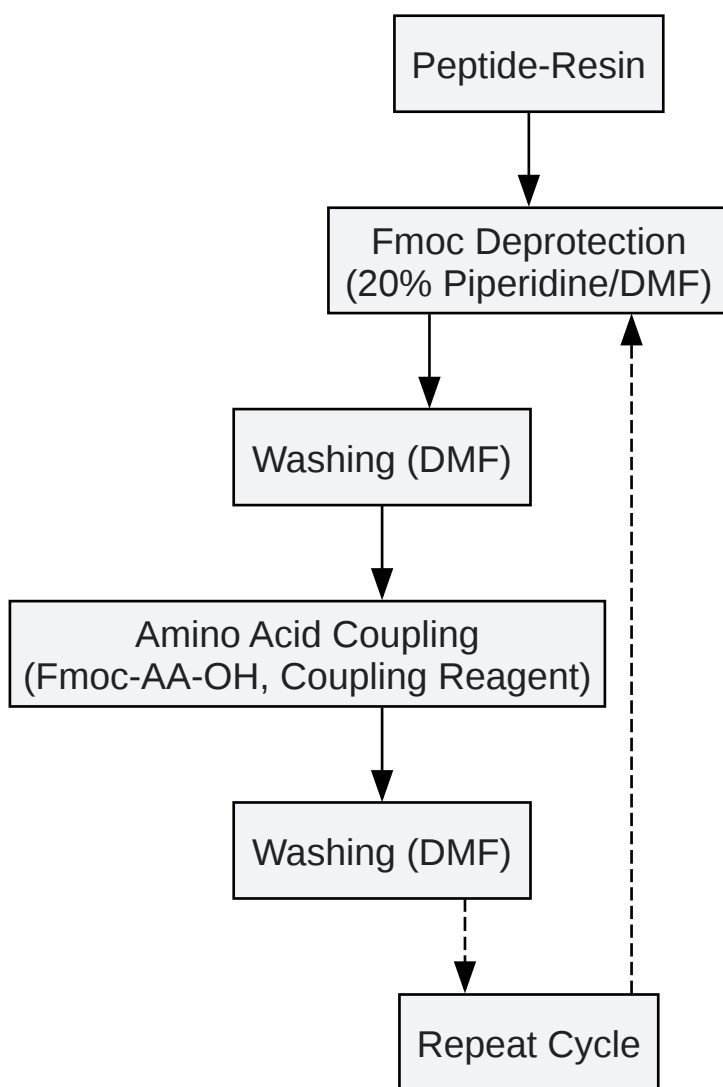 Peptide-Resin
Fmoc Deprotection
(20% Piperidine/DMF)
Washing (DMF)
Amino Acid Coupling
(Fmoc-AA-OH, Coupling Reagent)
Washing (DMF)
Repeat Cycle